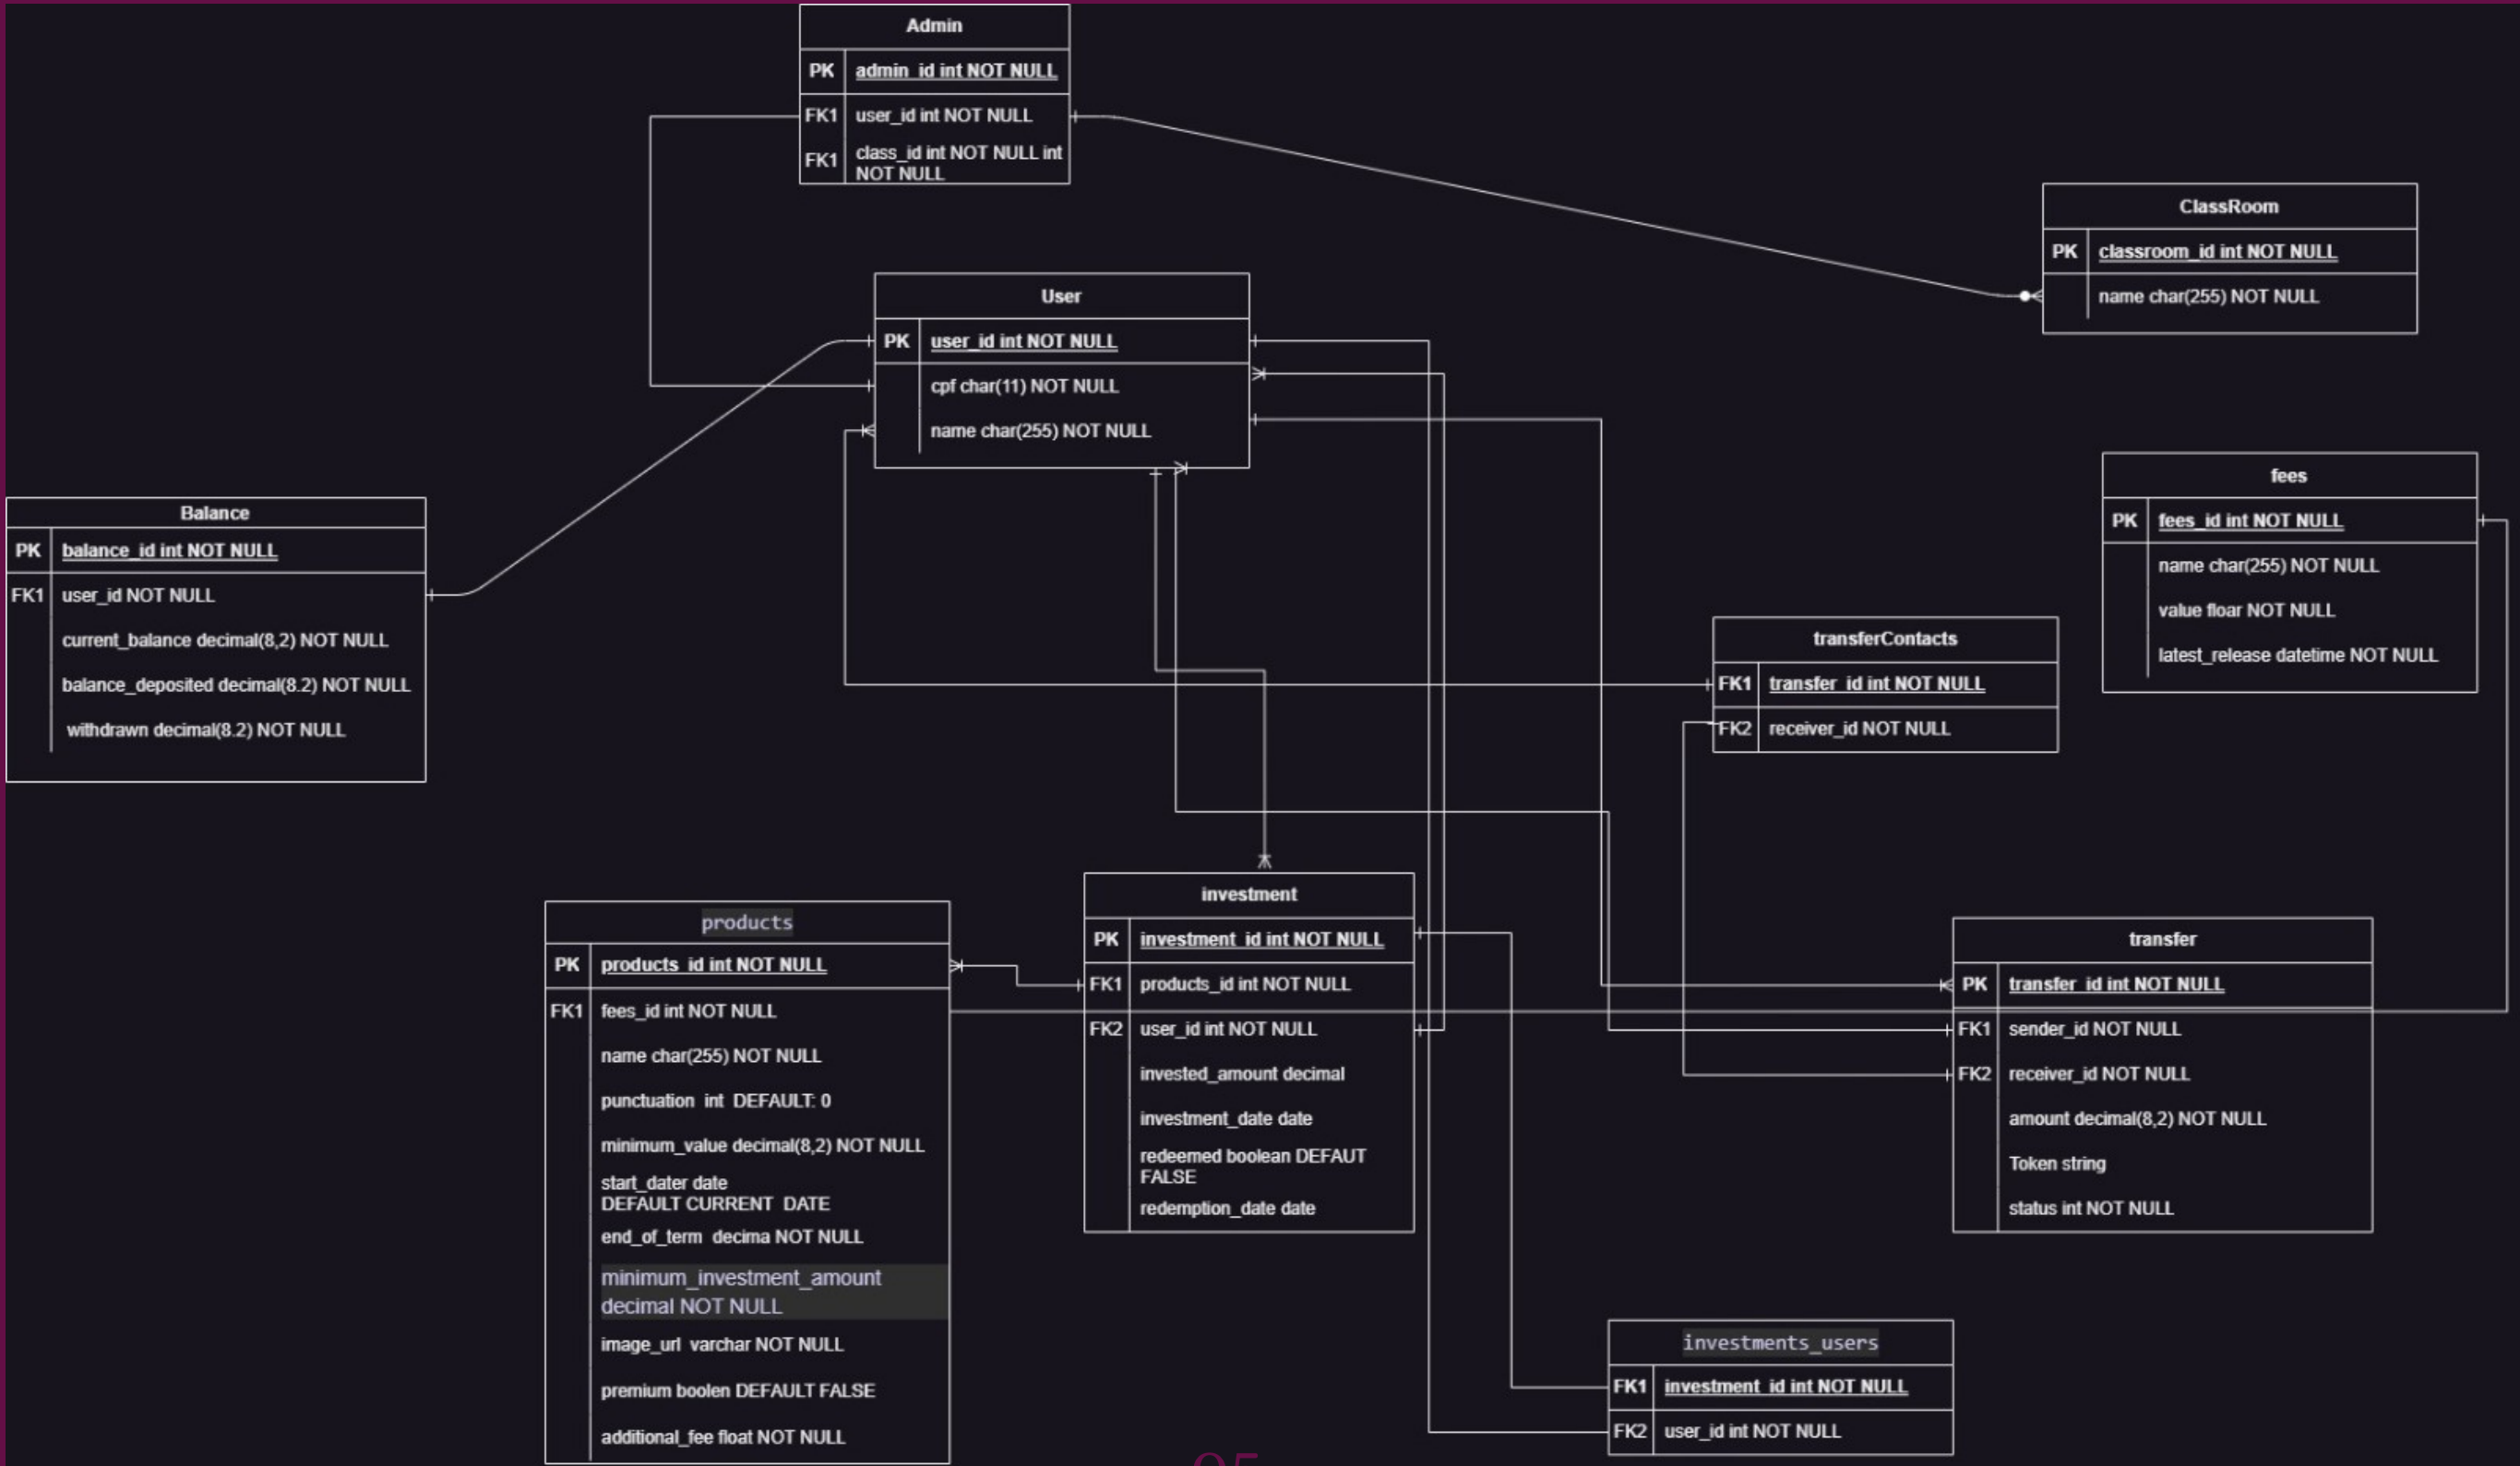 Admin
PK admin_id int NOT NULL
FK1 user_id int NOT NULL
FK1 class_id int NOT NULL int
NOT NULL
ClassRoom
PK classroom_id int NOT NULL
name char(255) NOT NULL
User
PK user_id int NOT NULL
cpf char(11) NOT NULL
name char(255) NOT NULL
Balance
PK balance_id int NOT NULL
FK1 user_id NOT NULL
current_balance decimal(8,2) NOT NULL
balance_deposited decimal(8.2) NOT NULL
withdrawn decimal(8.2) NOT NULL
fees
PK fees_id int NOT NULL
name char(255) NOT NULL
value floar NOT NULL
latest_release datetime NOT NULL
transferContacts
FK1 transfer_id int NOT NULL
FK2 receiver_id NOT NULL
products
PK products_id int NOT NULL
FK1 fees_id int NOT NULL
name char(255) NOT NULL
punctuation int DEFAULT: 0
minimum_value decimal(8,2) NOT NULL
start_dater date
DEFAULT CURRENT_DATE
end_of_term decima NOT NULL
minimum_investment_amount
decimal NOT NULL
image_url varchar NOT NULL
premium boolen DEFAULT FALSE
additional_fee float NOT NULL
investment
PK investment_id int NOT NULL
FK1 products_id int NOT NULL
FK2 user_id int NOT NULL
invested_amount decimal
investment_date date
redeemed boolean DEFAUT
FALSE
redemption_date date
transfer
PK transfer_id int NOT NULL
FK1 sender_id NOT NULL
FK2 receiver_id NOT NULL
amount decimal(8,2) NOT NULL
Token string
status int NOT NULL
investments_users
FK1 investment_id int NOT NULL
FK2 user_id int NOT NULL